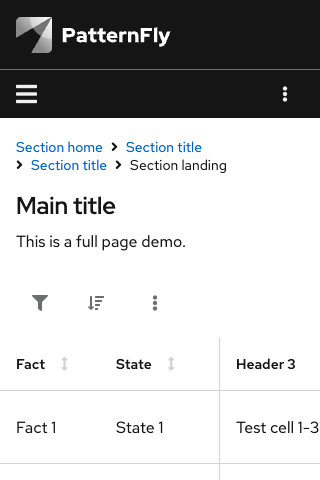 PatternFly
Section home Section title
Section title Section landing
Main title
This is a full page demo.
Fact State Header 3
Fact 1 State 1 Test cell 1-3